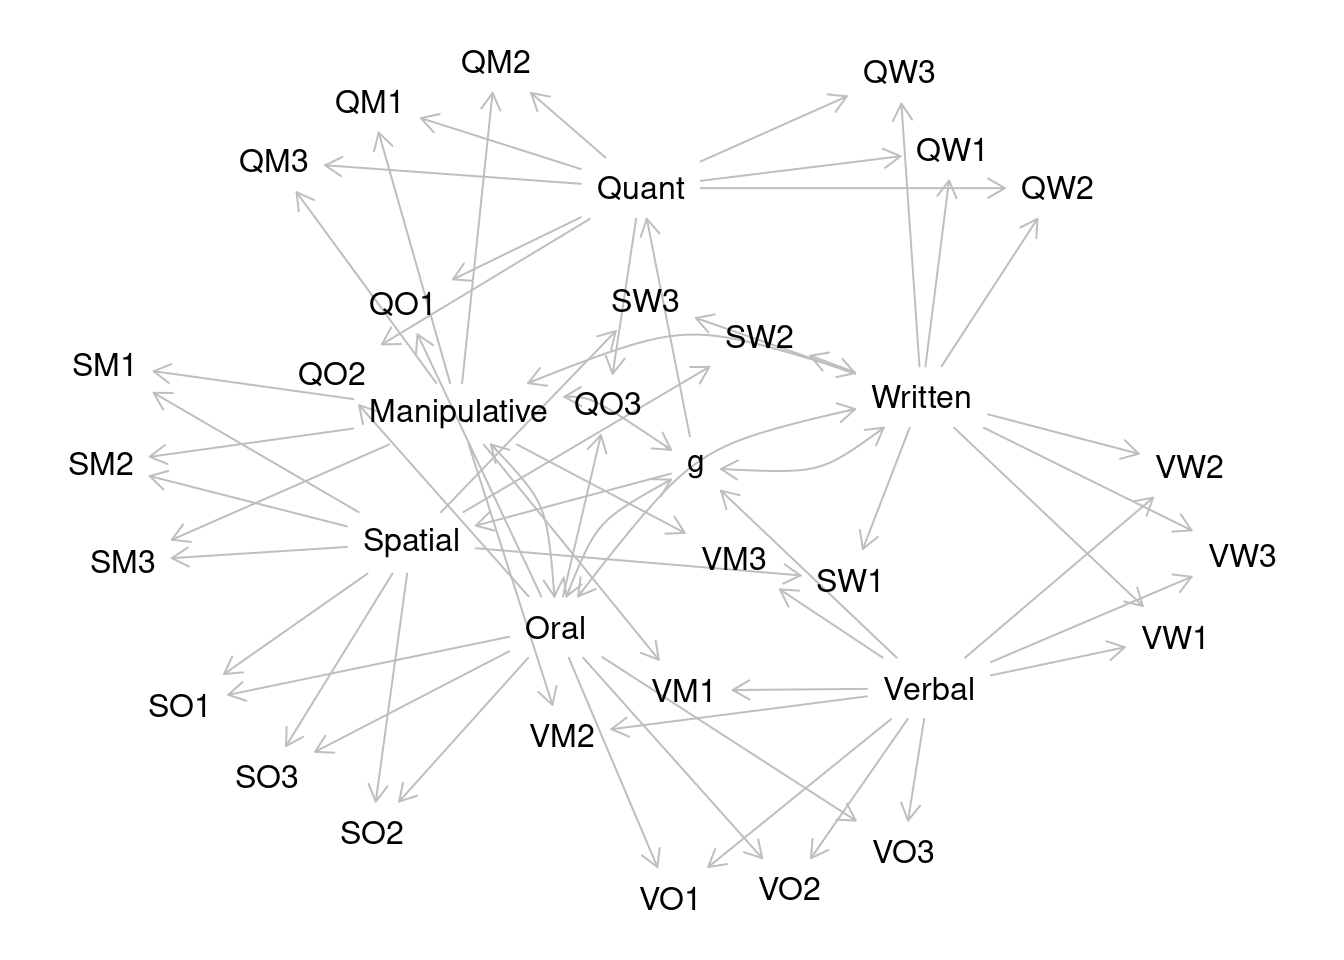 QM2
QW3
QM1
QW1
QM3
Quant
QW2
QO1
SW3
SW2
SM1
QO2
Manipulative
QO3
Written
SM2
g
VW2
Spatial
SM3
VM3
SW1
VW3
Oral
VW1
SO1
VM1
Verbal
VM2
SO3
SO2
VO3
VO1
VO2